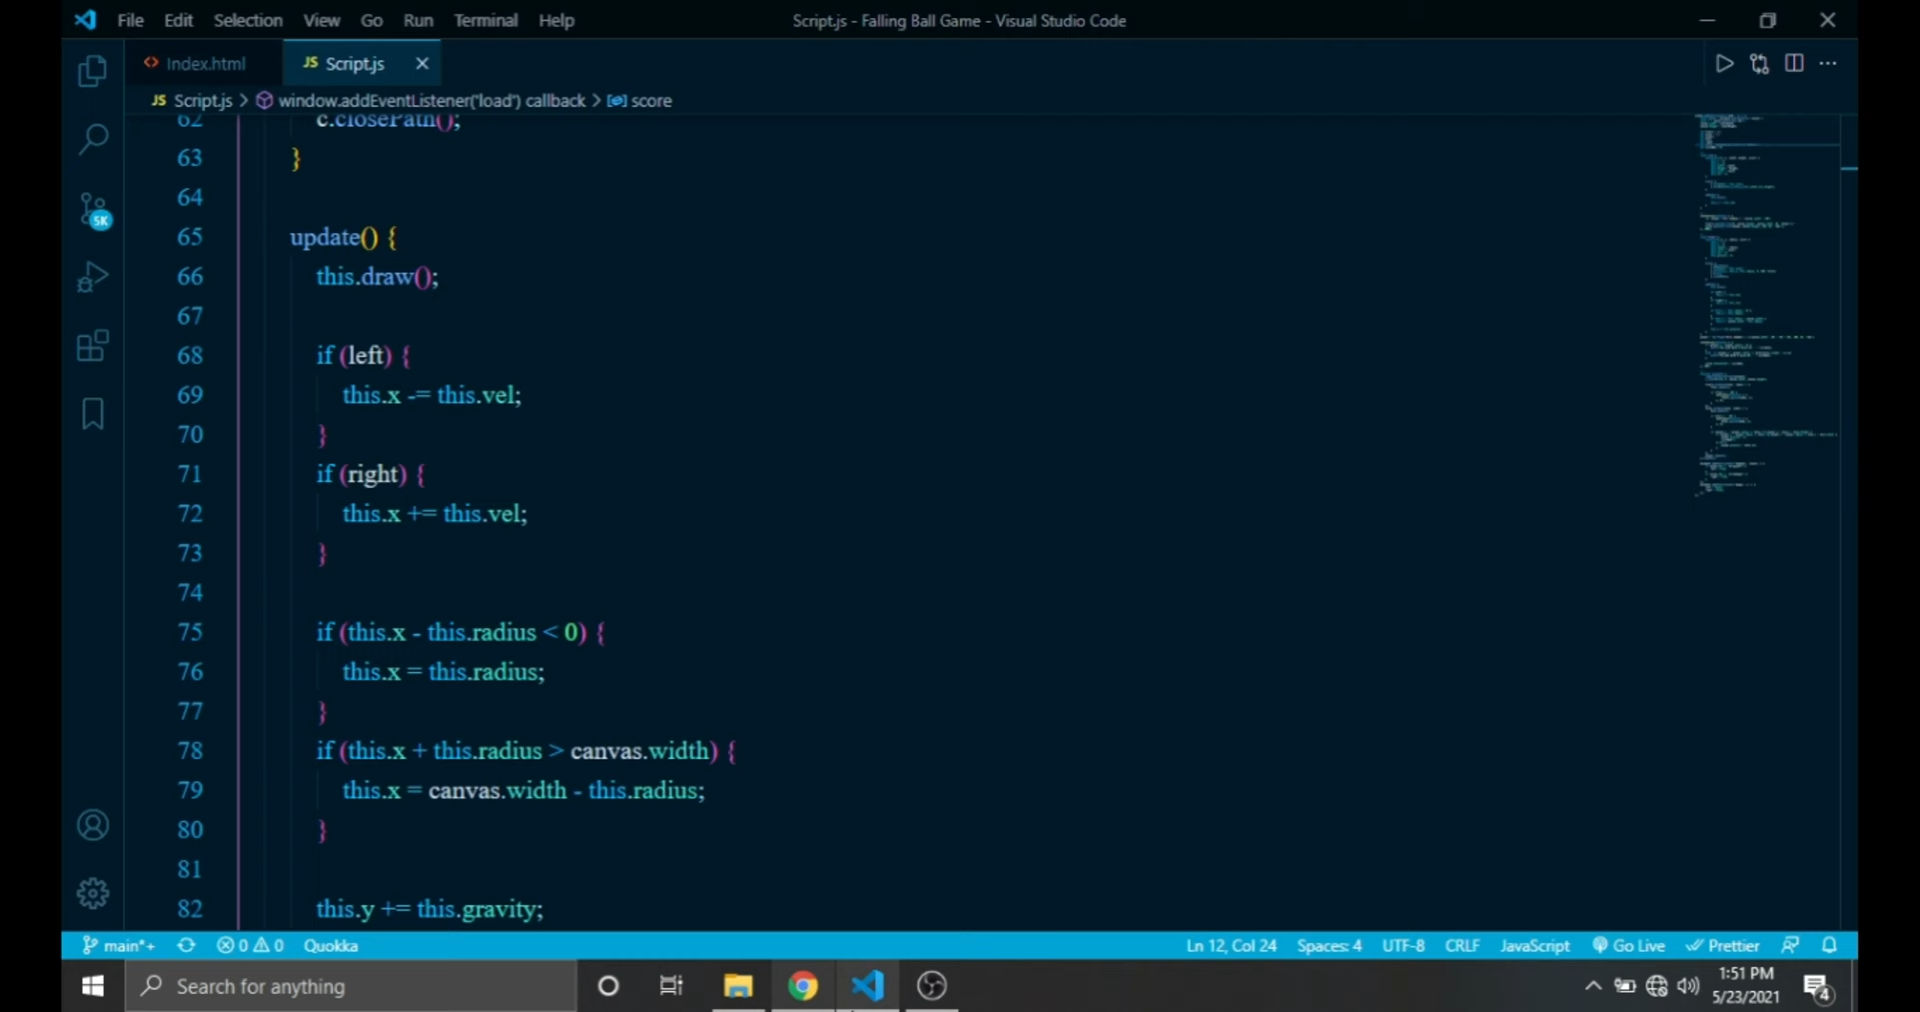 File Edit Selection View Go Run Terminal Help Script.js - Falling Ball Game - Visual Studio Code
Index.html JS Script.js
JS Script.js > window.addEventListener('load') callback > score
62 c.closePath();
63 }
64
65 update() {
66 this.draw();
67
68 if (left) {
69 this.x -= this.vel;
70 }
71 if (right) {
72 this.x += this.vel;
73 }
74
75 if (this.x - this.radius < 0) {
76 this.x = this.radius;
77 }
78 if (this.x + this.radius > canvas.width) {
79 this.x = canvas.width - this.radius;
80 }
81
82 this.y += this.gravity;
5K
main*+ 0 0 Quokka Ln 12, Col 24 Spaces: 4 UTF-8 CRLF JavaScript Go Live Prettier
Search for anything
1:51 PM
5/23/2021
4